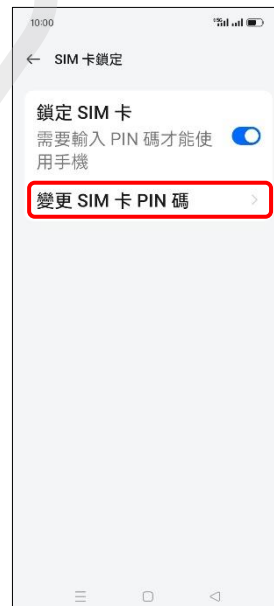 10:00
SIM 卡鎖定
鎖定 SIM 卡
需要輸入 PIN 碼才能使
用手機
變更 SIM 卡 PIN 碼